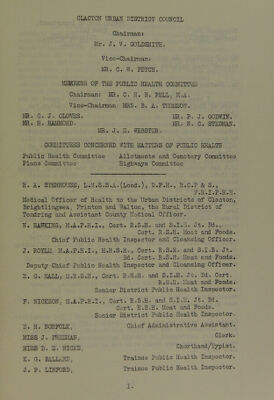 CLACTON URBAN DISTRICT COUNCIL
Chairman:
Mr. J. V. GOLDSMITH.
Vice-Chairman:
MR. C. W. PETCH.
MEMBERS OF THE PUBLIC HEALTH COMMITTEE
Chairman: MR. C. H. B. FELL, M.A.
Vice-Chairman MRS. B. A.
MR. C. J. CLOVES. MR. P. J. GODWIN.
MR. E. HAMMOND. MR. E. C. STEDMAN.
MR. J. E. WEBSTER.
COMMITTEES CONCERNED WITH MATTERS OF PUBLIC HEALTH
Public Health Committee Allotments and Cemetery Committee
Plans Committee Highways Committee
R. A. STENHOUSE, L.M.S.S.A.(Lond.), D.P.H., R.C.P & S.,
F.R.I.P.H.H.
Medical Officer of Health to the Urban Districts of Clacton,
Brightlingsea, Frinton and Walton, the Rural District of
Tendring and Assistant County Medical Officer.
N. HAWKINS, M.A.P.H.I., Cert. R.S.H. and S.I.E. Jt. Bd.,
Cert. R.S.H. Meat and Foods.
Chief Public Health Inspector and Cleansing Officer.
J. ROYLE, M.A.P.H.I., M.R.S.H., Cert. R.S.H. and S.I.E. Jt.
Bd. Cert. R.S.H. Meat and Foods.
Deputy Chief Public Health Inspector and Cleansing Officer.
Z. G. HALL, M.R.S.H., Cert. R.S.H. and S.I.E. Jt. Bd. Cert.
R.S.H. Meat and Foods.
Senior District Public Health Inspector.
F. NICKSON, M.A.P.H.I., Cert. R.S.H. and S.I.E. Jt. Bd.
Cert. R.S.H. Meat and Foods.
Senior District Public Health Inspector.
E. H. NORFOLK, Chief Administrative Assistant.
MISS J. FREEMAN, Clerk.
MISS D. E. HICKS, Shorthand/Typist.
K. G. BALLARD, Trainee Public Health Inspector.
J. P. LINFORD, Trainee Public Health Inspector.
1.